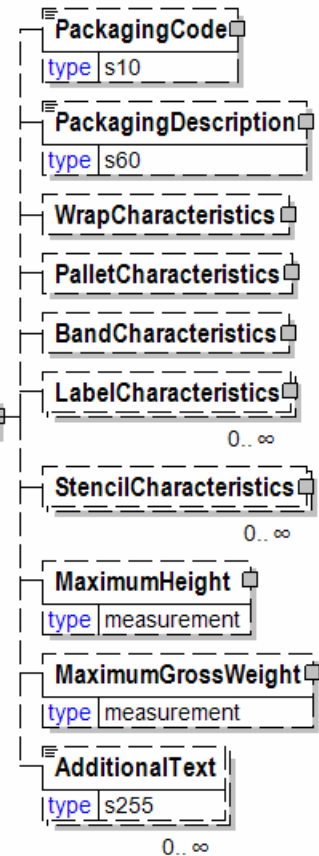 PackagingCode
type s10
PackagingDescription
type s60
WrapCharacteristics
PalletCharacteristics
BandCharacteristics
LabelCharacteristics
0.. ∞
StencilCharacteristics
0.. ∞
MaximumHeight
type measurement
MaximumGrossWeight
type measurement
AdditionalText
type s255
0.. ∞